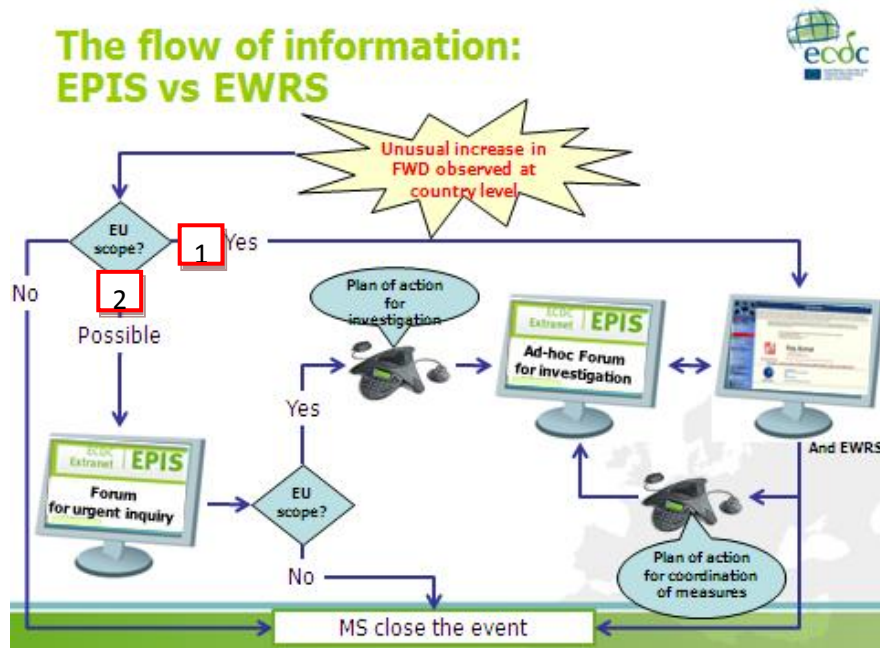 The flow of information:
EPIS vs EWRS
ecdc
Unusual increase in
FWD observed at
country level
EU
scope?
1
Yes
No
2
Possible
Plan of action
for
investigation
ECDC
Extranet EPIS
Ad-hoc Forum
for investigation
Yes
And EWRS
ECDC
Extranet EPIS
Forum
for urgent inquiry
EU
scope?
Plan of action
for coordination
of measures
No
MS close the event